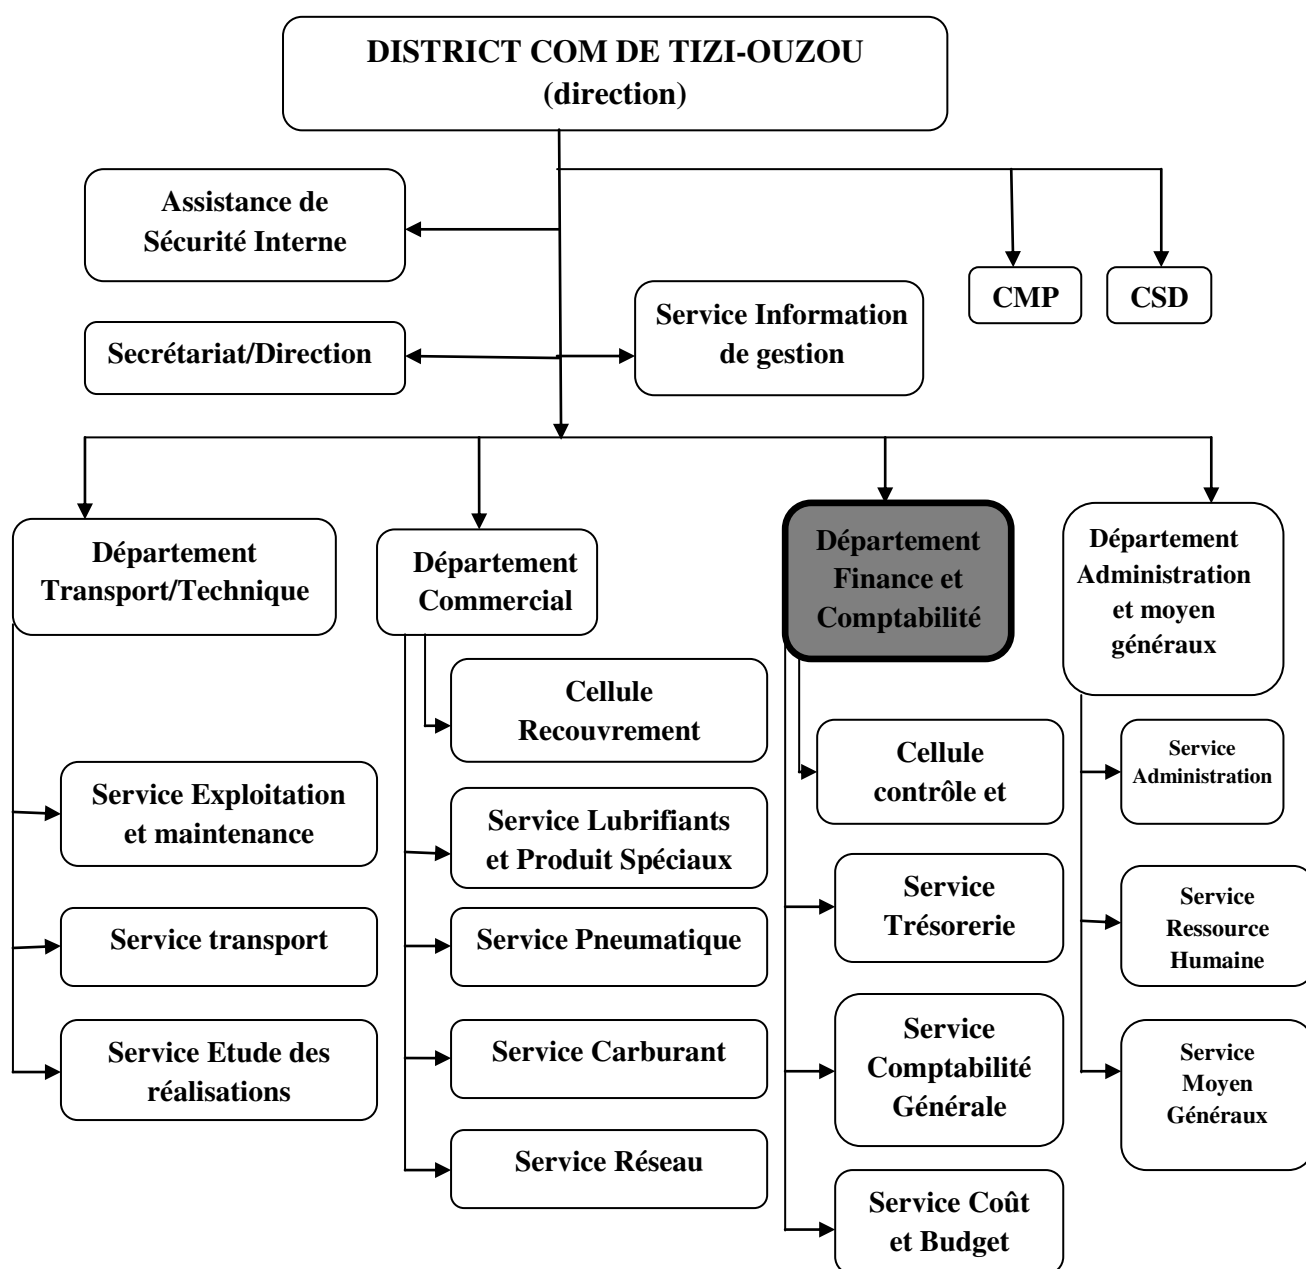 DISTRICT COM DE TIZI-OUZOU
(direction)
Assistance de
Sécurité Interne
CMP
CSD
Service Information
de gestion
Secrétariat/Direction
Département
Transport/Technique
Département
Commercial
Département
Finance et
Comptabilité
Département
Administration
et moyen
généraux
Service Exploitation
et maintenance
Service transport
Service Etude des
réalisations
Cellule
Recouvrement
Service Lubrifiants
et Produit Spéciaux
Service Pneumatique
Service Carburant
Service Réseau
Cellule
contrôle et
Service
Trésorerie
Service
Comptabilité
Générale
Service Coût
et Budget
Service
Administration
Service
Ressource
Humaine
Service
Moyen
Généraux